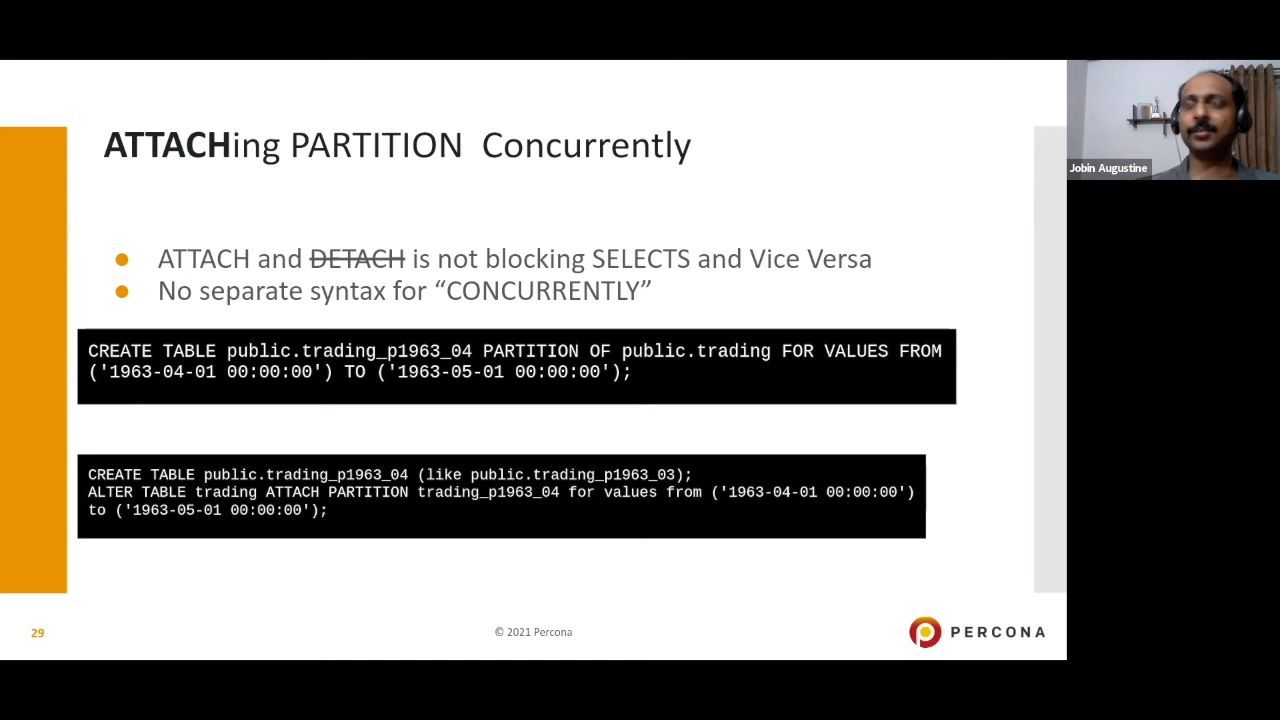 ATTACHing PARTITION Concurrently
Jobin Augustine
ATTACH and DETACH is not blocking SELECTS and Vice Versa
No separate syntax for “CONCURRENTLY”
CREATE TABLE public.trading_p1963_04 PARTITION OF public.trading FOR VALUES FROM
('1963-04-01 00:00:00') TO ('1963-05-01 00:00:00');
CREATE TABLE public.trading_p1963_04 (like public.trading_p1963_03);
ALTER TABLE trading ATTACH PARTITION trading_p1963_04 for values from ('1963-04-01 00:00:00')
to ('1963-05-01 00:00:00');
29
© 2021 Percona
PERCONA